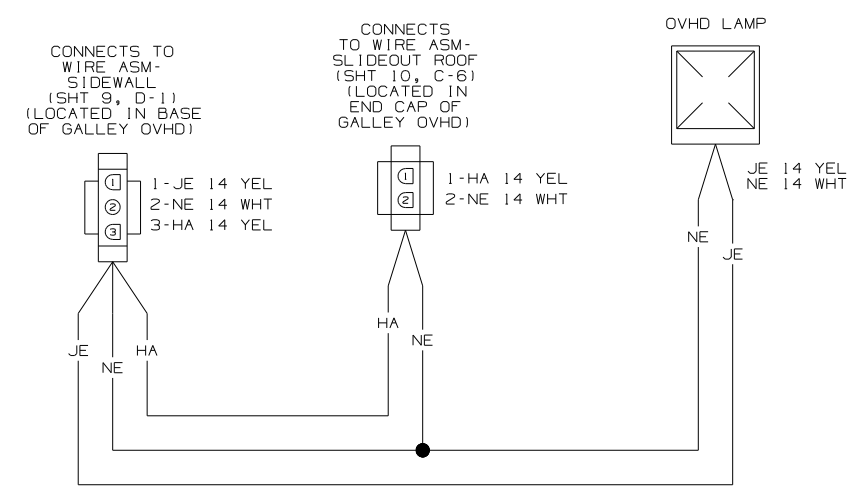 CONNECTS TO
WIRE ASM-
SIDEWALL
(SHT 9, D-1)
(LOCATED IN BASE
OF GALLEY OVHD)
1
2
3
1-JE 14 YEL
2-NE 14 WHT
3-HA 14 YEL
CONNECTS
TO WIRE ASM-
SLIDEOUT ROOF
(SHT 10, C-6)
(LOCATED IN
END CAP OF
GALLEY OVHD)
1
2
1-HA 14 YEL
2-NE 14 WHT
OVHD LAMP
JE 14 YEL
NE 14 WHT
NE
JE
HA
NE
JE
HA
NE